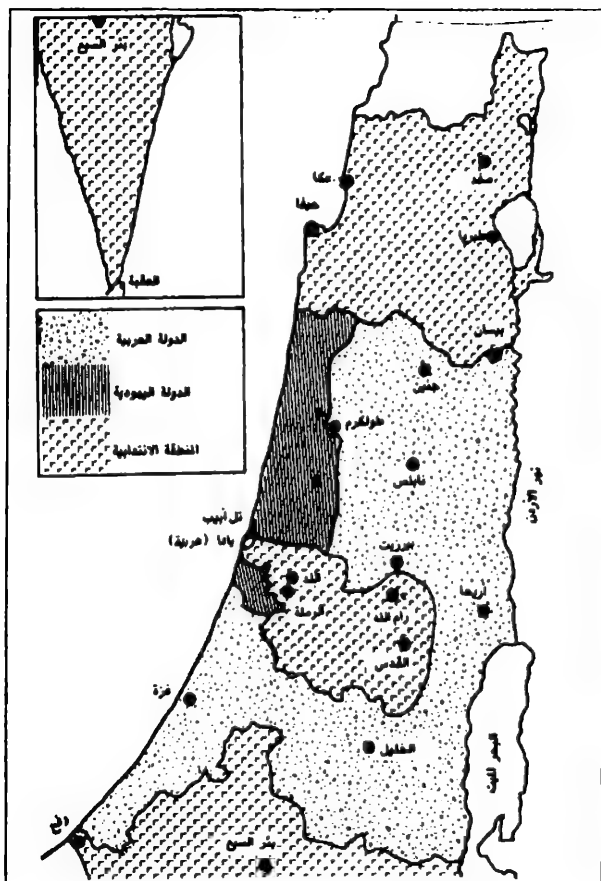 بئر السبع
العقبة
الدولة العربية
الدولة اليهودية
المنطقة الانتدابية
عكا
صفد
حيفا
طبريا
بيسان
جنين
طولكرم
نابلس
نهر الاردن
تل أبيب
يافا (عربية)
بيرزيت
اللد
الرملة
رام الله
أريحا
القدس
غزة
الخليل
البحر الميت
رفح
بئر السبع